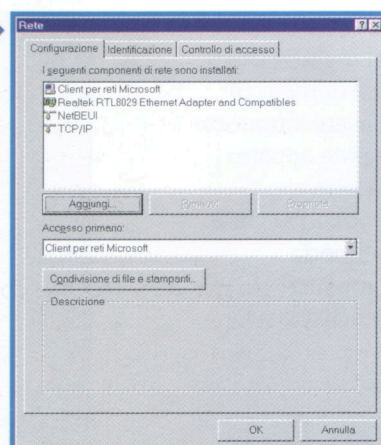 Rete
Configurazione Identificazione Controllo di accesso
I seguenti componenti di rete sono installati:
Client per reti Microsoft
Realtek RTL8029 Ethernet Adapter and Compatibles
NetBEUI
TCP/IP
Aggiungi... Rimuovi Proprietà
Accesso primario:
Client per reti Microsoft
Condivisione di file e stampanti...
Descrizione
OK Annulla